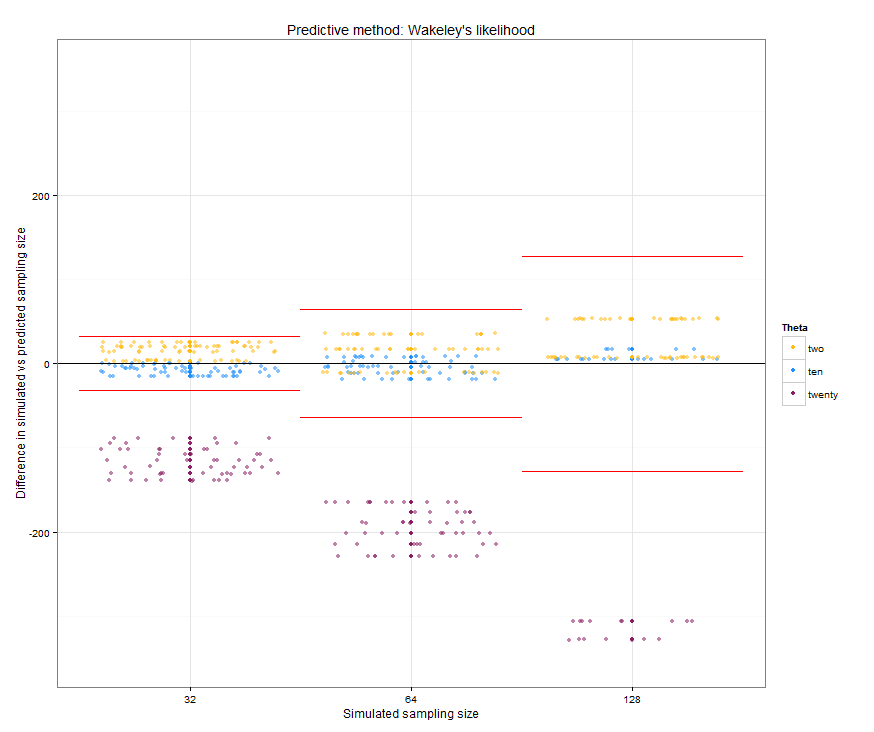 Predictive method: Wakeley's likelihood
Difference in simulated vs predicted sampling size
200
0
-200
32
64
128
Simulated sampling size
Theta
two
ten
twenty